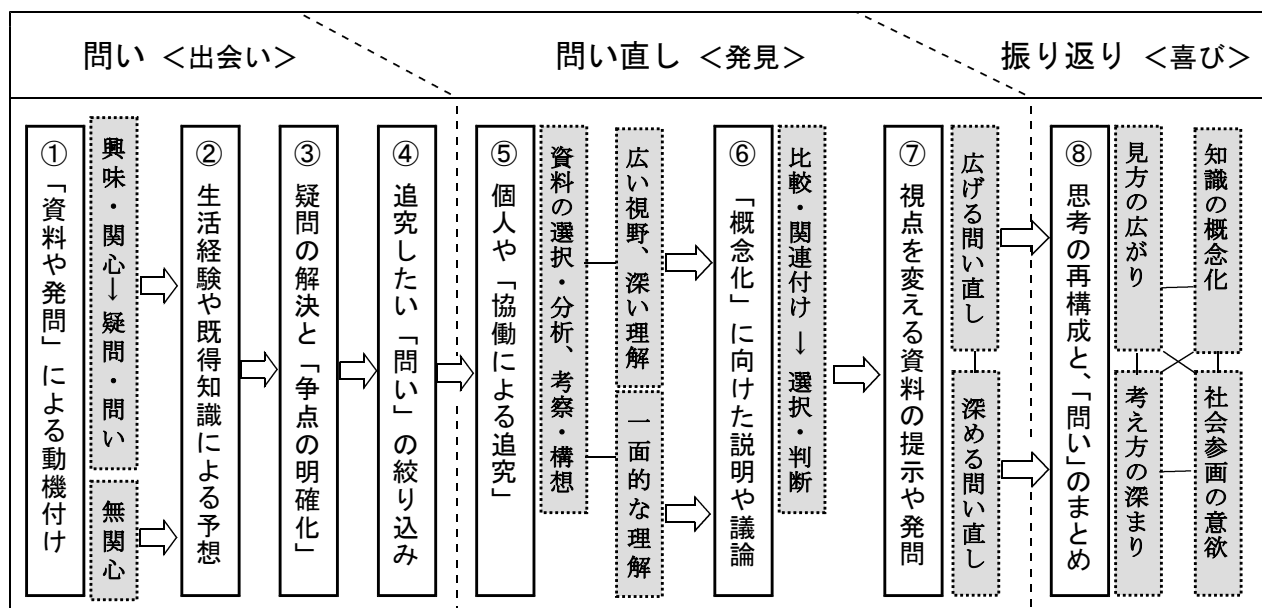 問い <出会い>
問い直し <発見>
振り返り <喜び>
① 「資料や発問」による動機付け
興味・関心→疑問・問い
無関心
② 生活経験や既得知識による予想
③ 疑問の解決と「争点の明確化」
④ 追究したい「問い」の絞り込み
⑤ 個人や「協働による追究」
資料の選択・分析、考察・構想
広い視野、深い理解
一面的な理解
⑥ 「概念化」に向けた説明や議論
比較・関連付け → 選択・判断
⑦ 視点を変える資料の提示や発問
広げる問い直し
深める問い直し
⑧ 思考の再構成と、「問い」のまとめ
見方の広がり
考え方の深まり
知識の概念化
社会参画の意欲